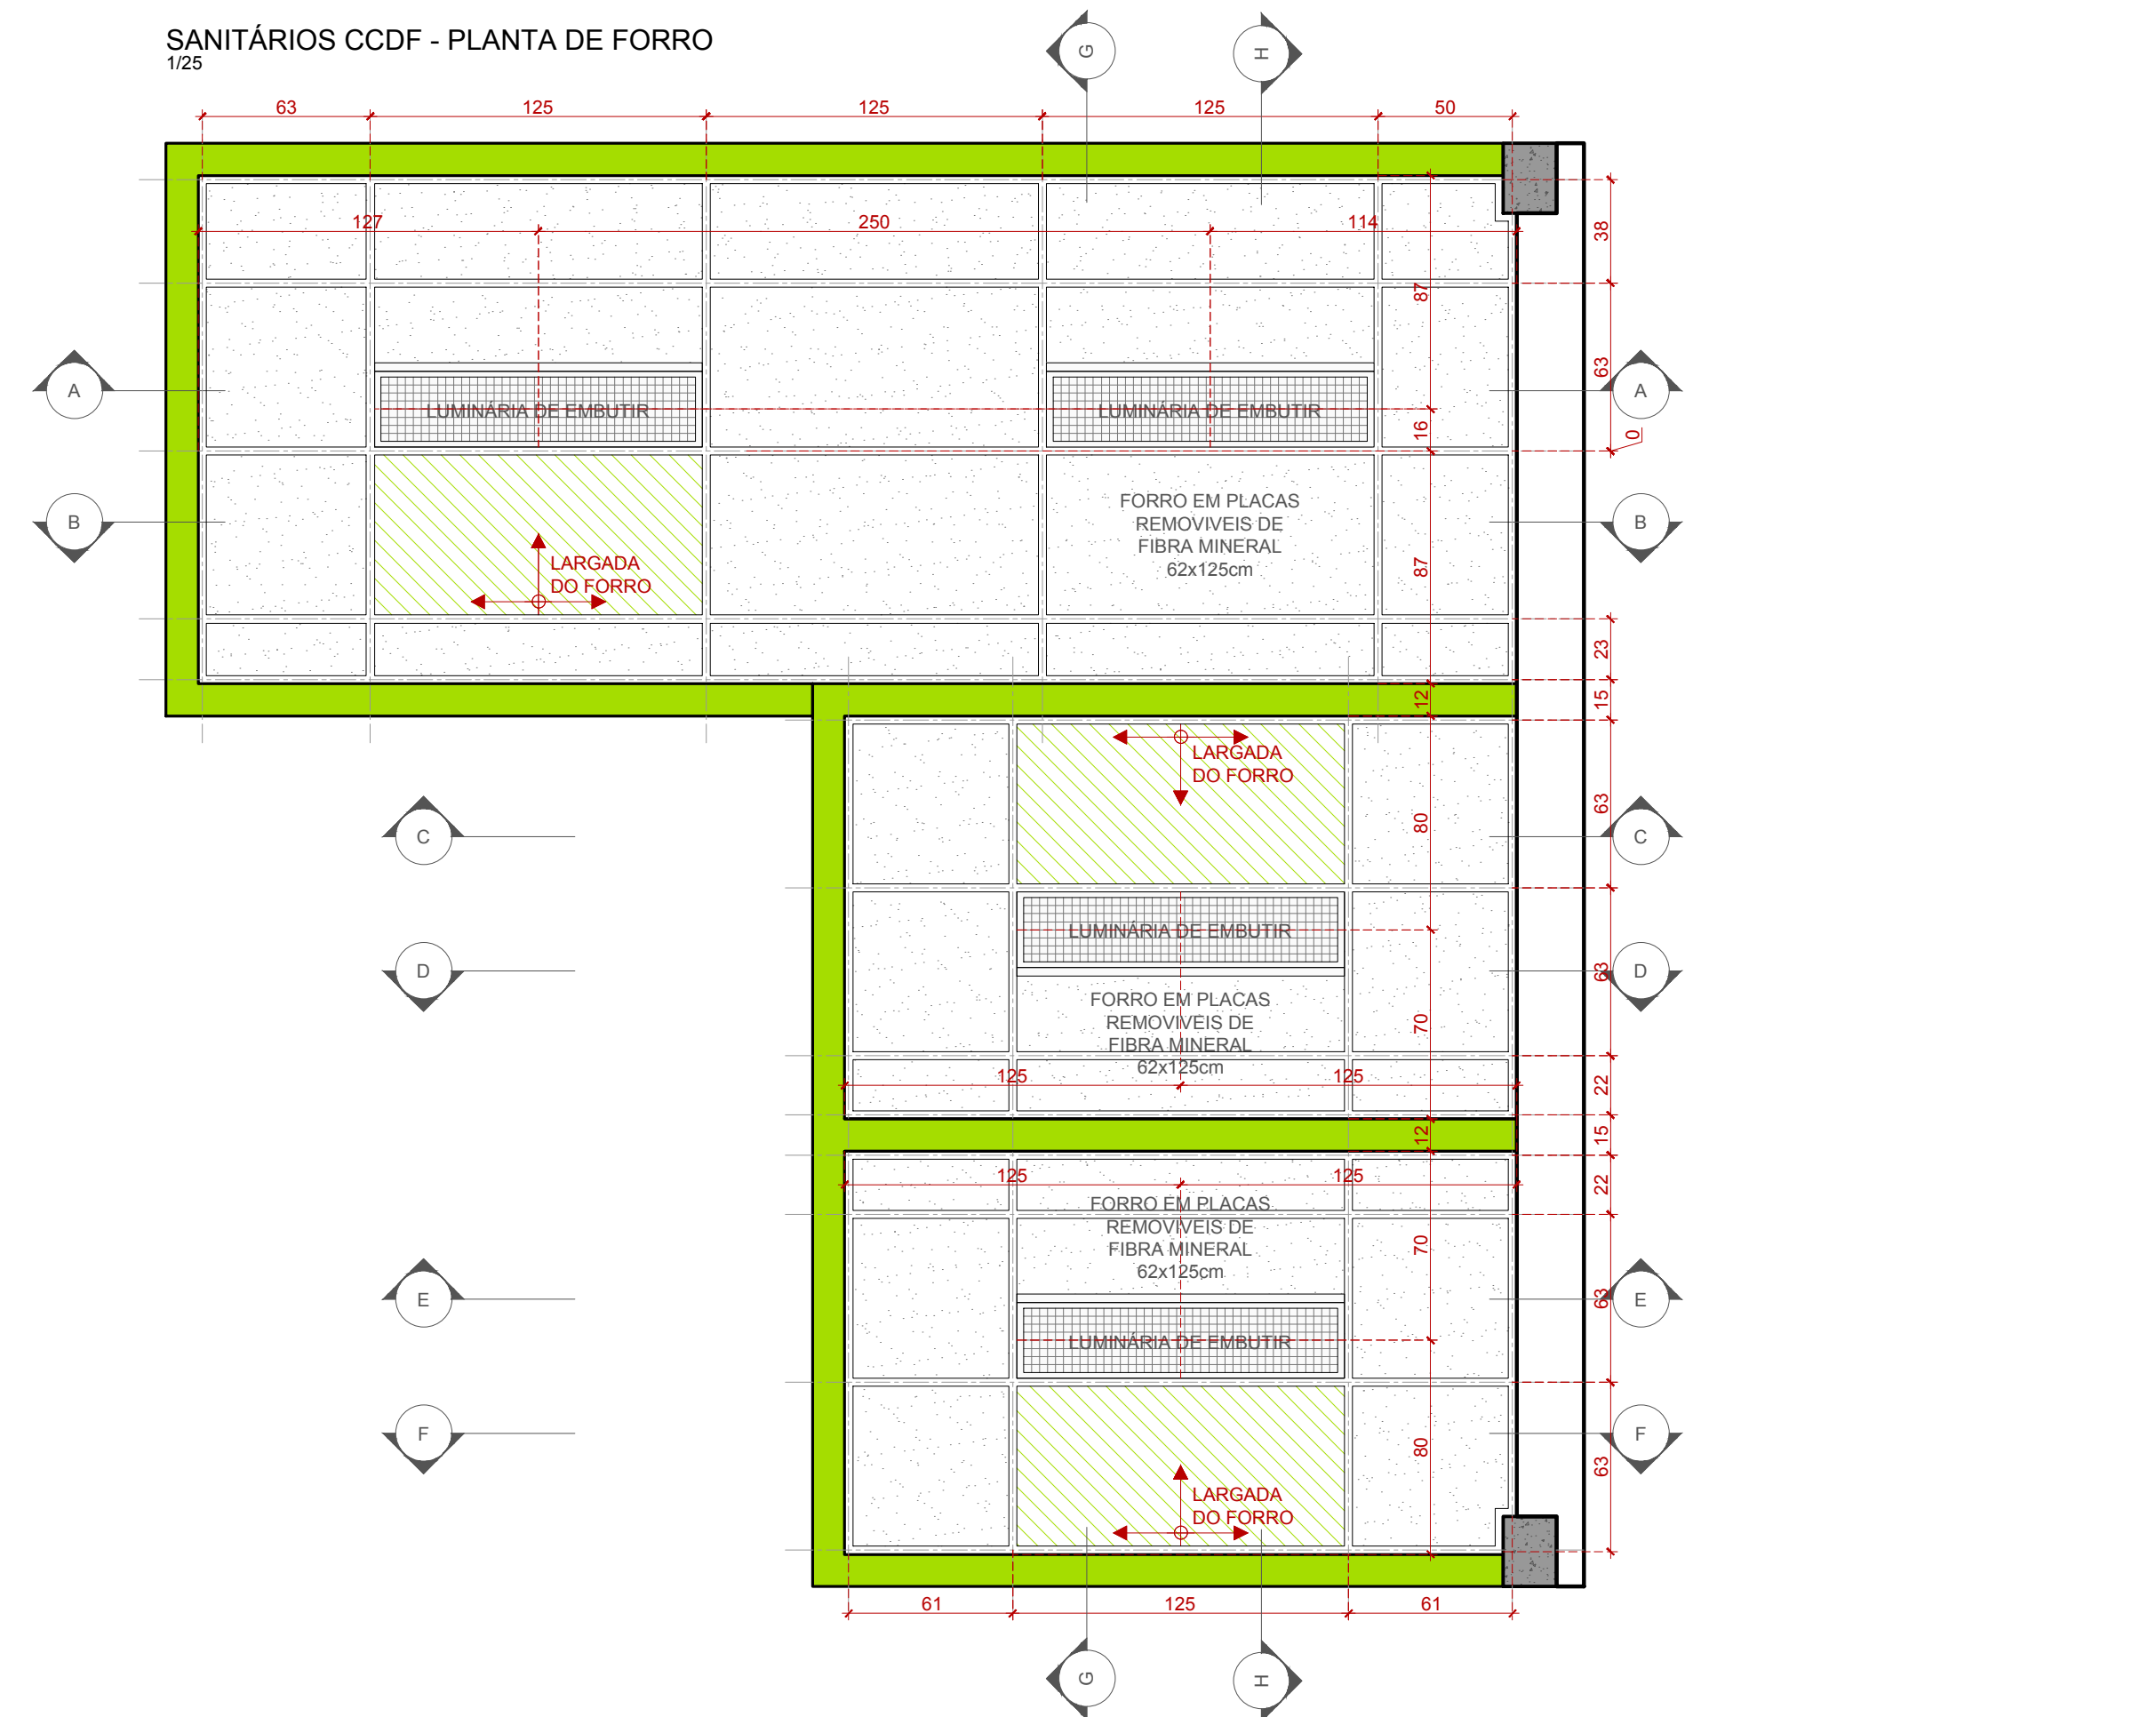 SANITÁRIOS CCDF - PLANTA DE FORRO
1/25
G
H
63
125
125
125
50
127
250
114
38
87
63
A
LUMINÁRIA DE EMBUTIR
LUMINÁRIA DE EMBUTIR
A
16
0
B
FORRO EM PLACAS
REMOVIVEIS DE
FIBRA MINERAL
62x125cm
B
LARGADA
DO FORRO
87
23
12
15
LARGADA
DO FORRO
C
80
63
C
LUMINÁRIA DE EMBUTIR
D
63
D
FORRO EM PLACAS
REMOVIVEIS DE
FIBRA MINERAL
62x125cm
70
125
125
22
12
15
125
125
22
FORRO EM PLACAS
REMOVIVEIS DE
FIBRA MINERAL
62x125cm
70
E
63
E
LUMINÁRIA DE EMBUTIR
F
80
63
F
LARGADA
DO FORRO
61
125
61
G
H